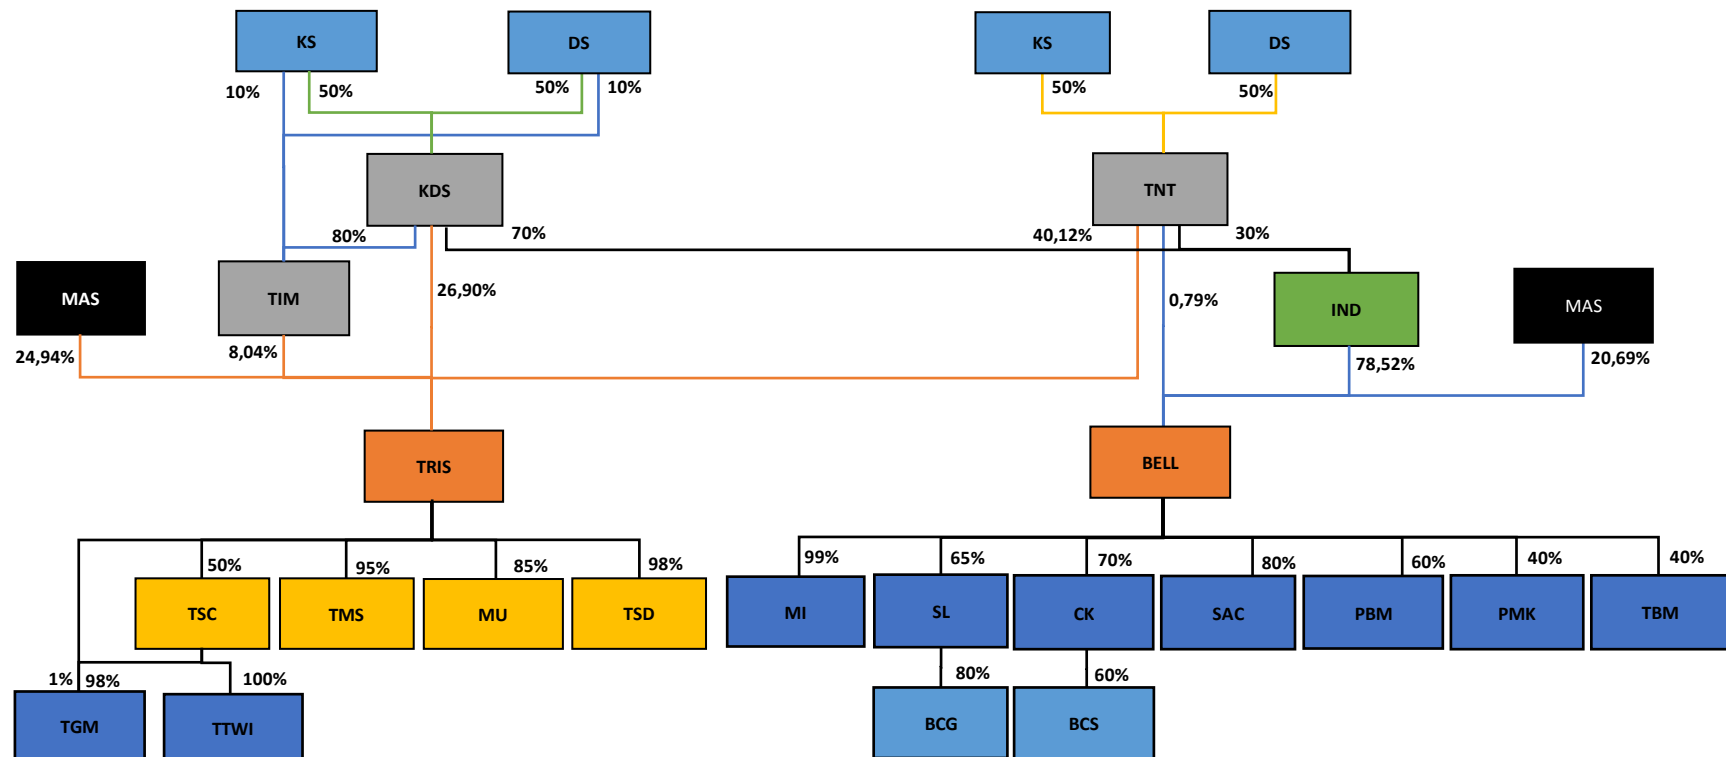 KS
DS
KS
DS
10%
50%
50%
10%
50%
50%
KDS
TNT
80%
70%
40,12%
30%
MAS
TIM
26,90%
0,79%
IND
MAS
24,94%
8,04%
78,52%
20,69%
TRIS
BELL
50%
95%
85%
98%
99%
65%
70%
80%
60%
40%
40%
TSC
TMS
MU
TSD
MI
SL
CK
SAC
PBM
PMK
TBM
1%
98%
100%
80%
60%
TGM
TTWI
BCG
BCS